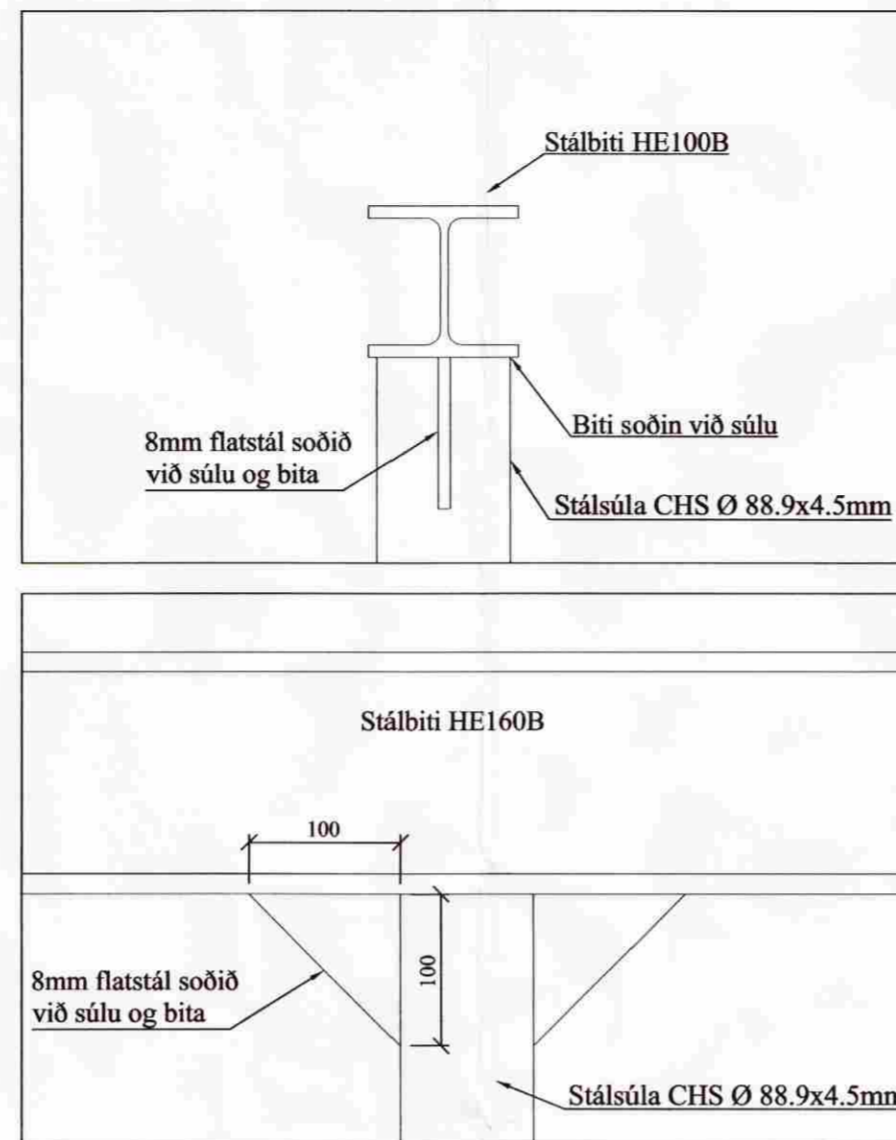 Stálbiti HE100B
Biti soðin við súlu
8mm flatstál soðið
við súlu og bita
Stálsúla CHS Ø 88.9x4.5mm
Stálbiti HE160B
100
100
8mm flatstál soðið
við súlu og bita
Stálsúla CHS Ø 88.9x4.5mm